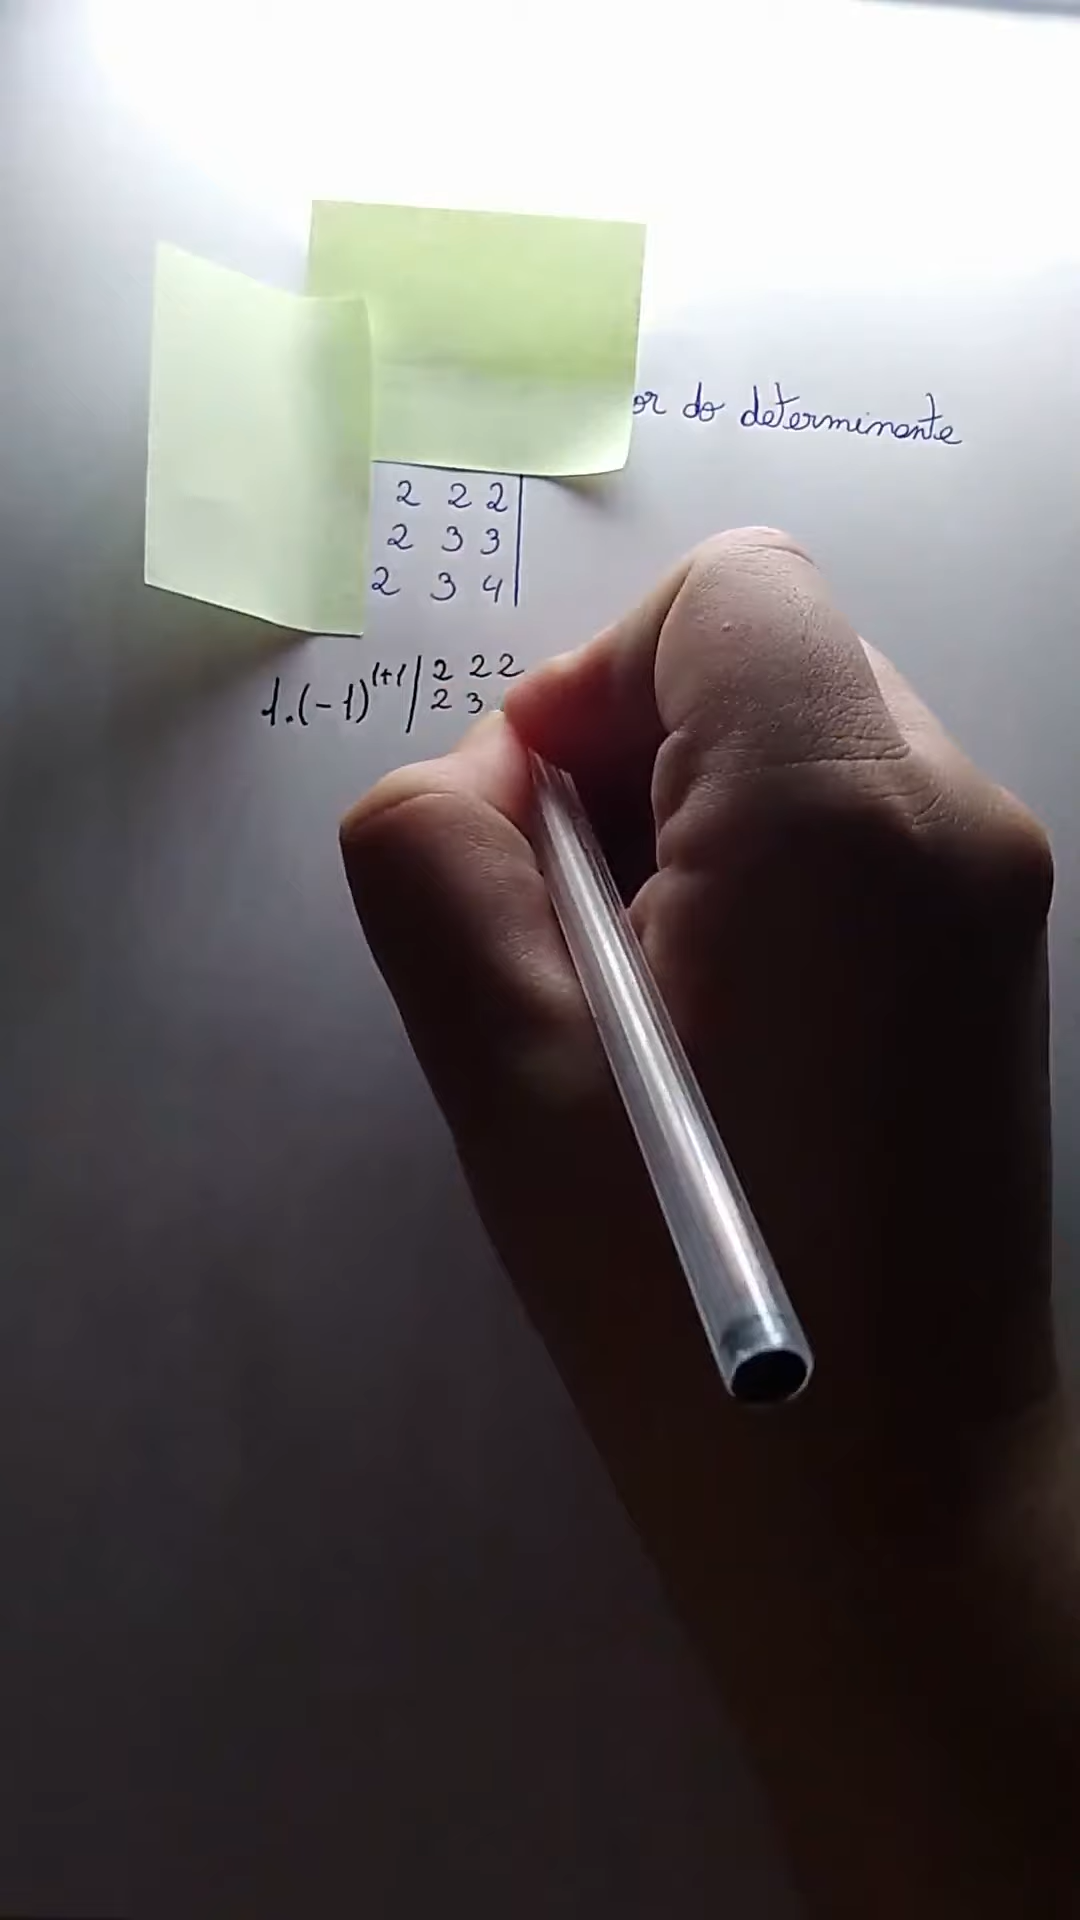 or do determinante
2 2 2
2 3 3
2 3 4
1.(-1)^1+1 | 2 2 2
2 3